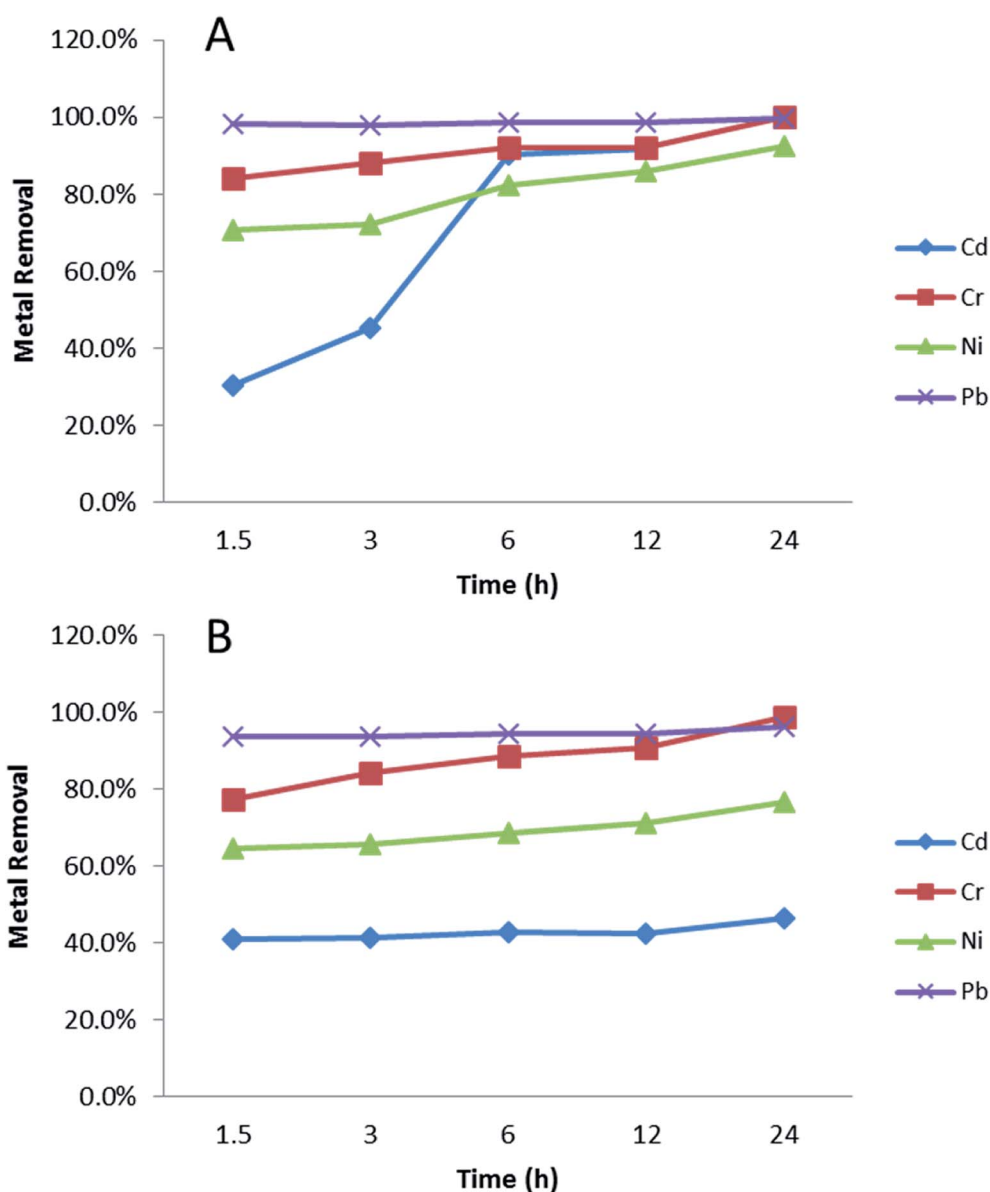 A
120.0%
100.0%
80.0%
60.0%
40.0%
20.0%
0.0%
Metal Removal
1.5 3 6 12 24
Time (h)
Cd
Cr
Ni
Pb
B
120.0%
100.0%
80.0%
60.0%
40.0%
20.0%
0.0%
Metal Removal
1.5 3 6 12 24
Time (h)
Cd
Cr
Ni
Pb